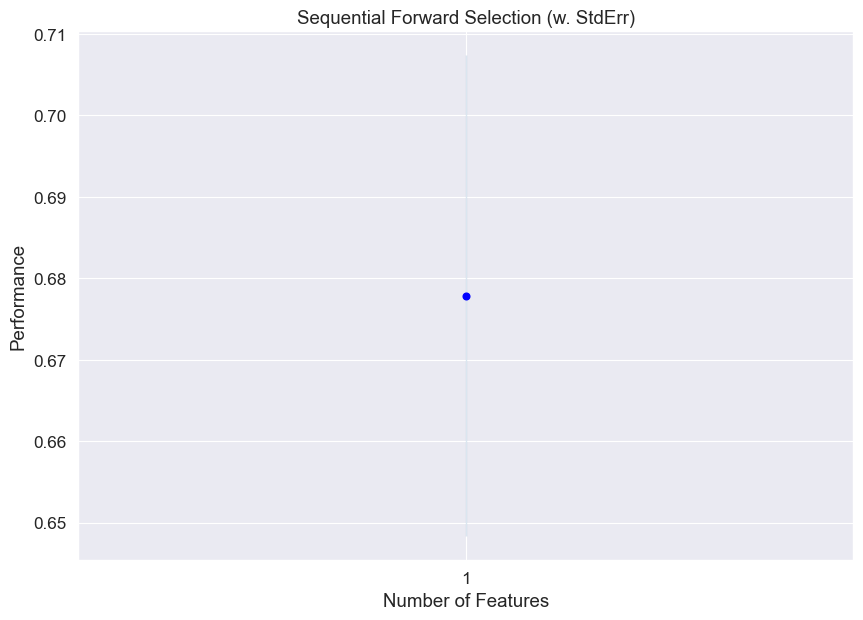 Sequential Forward Selection (w. StdErr)
0.71
0.70
0.69
0.68
0.67
0.66
0.65
Performance
1
Number of Features